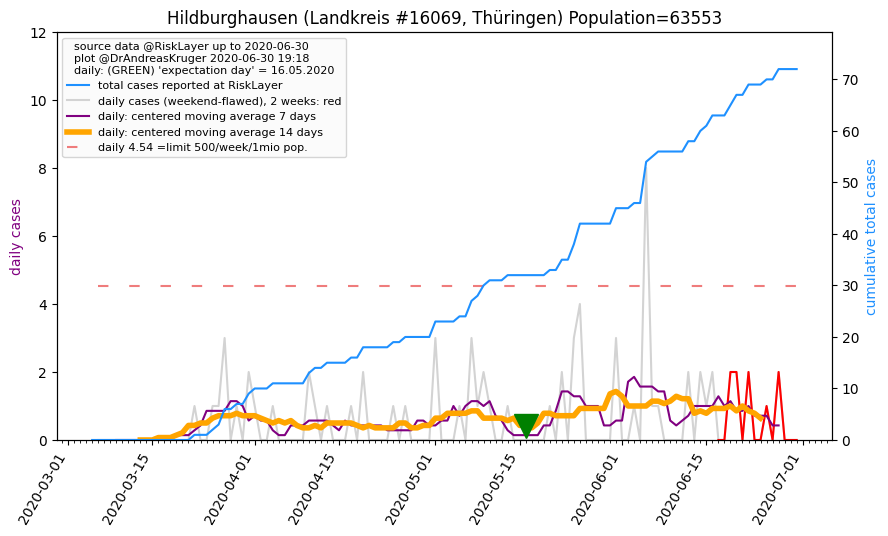 Hildburghausen (Landkreis #16069, Thüringen) Population=63553
source data @RiskLayer up to 2020-06-30
plot @DrAndreasKruger 2020-06-30 19:18
daily: (GREEN) 'expectation day' = 16.05.2020
total cases reported at RiskLayer
daily cases (weekend-flawed), 2 weeks: red
daily: centered moving average 7 days
daily: centered moving average 14 days
daily 4.54 =limit 500/week/1mio pop.
daily cases
12
10
8
6
4
2
0
70
60
50
40
30
20
10
0
cumulative total cases
2020-03-01
2020-03-15
2020-04-01
2020-04-15
2020-05-01
2020-05-15
2020-06-01
2020-06-15
2020-07-01